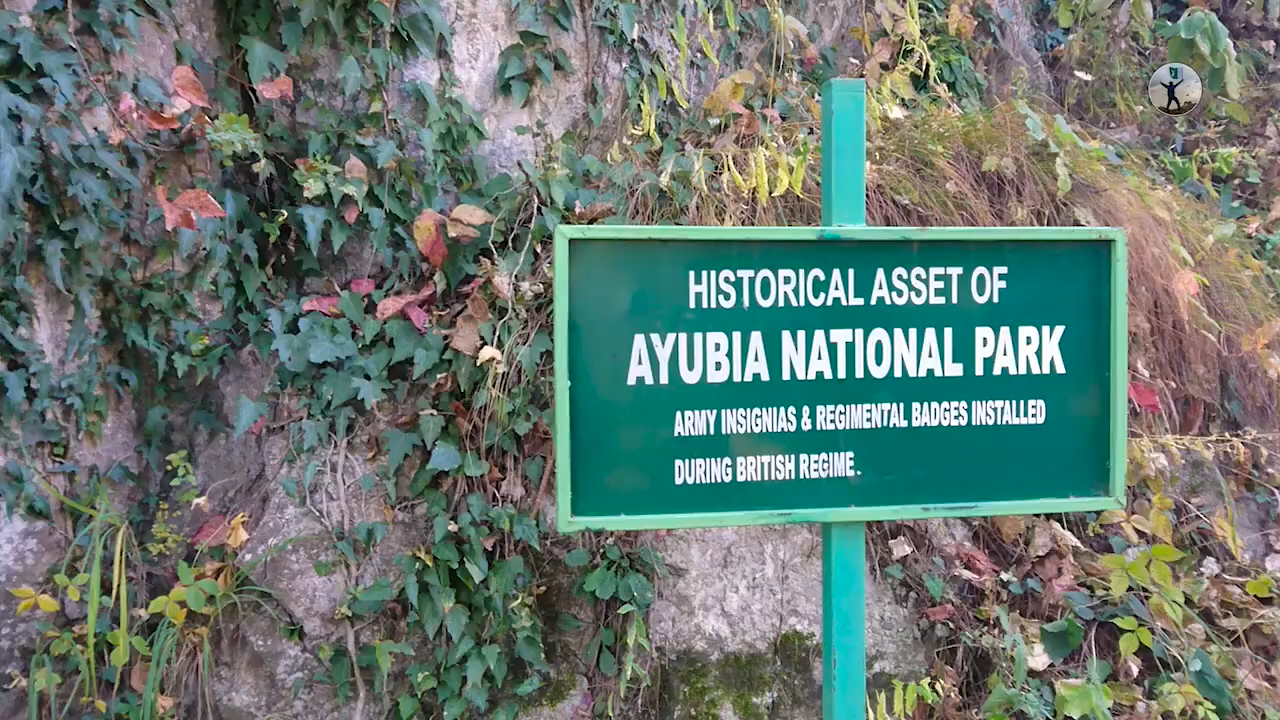 HISTORICAL ASSET OF
AYUBIA NATIONAL PARK
ARMY INSIGNIAS & REGIMENTAL BADGES INSTALLED
DURING BRITISH REGIME.